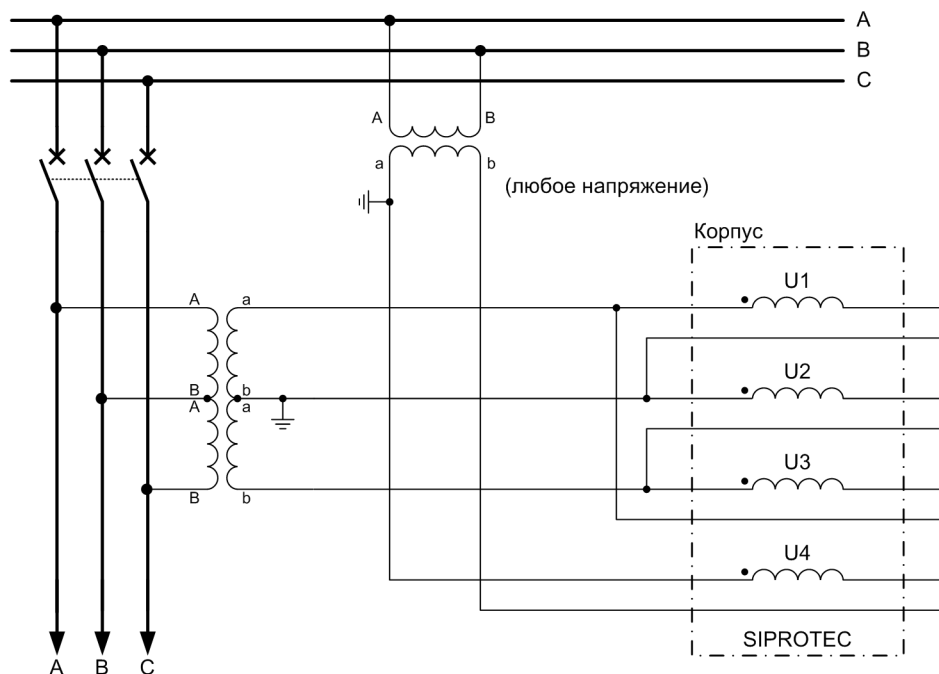 A
B
C
A B
a b
(любое напряжение)
Корпус
U1
A a
U2
B b
A a
U3
B b
U4
SIPROTEC
A B C